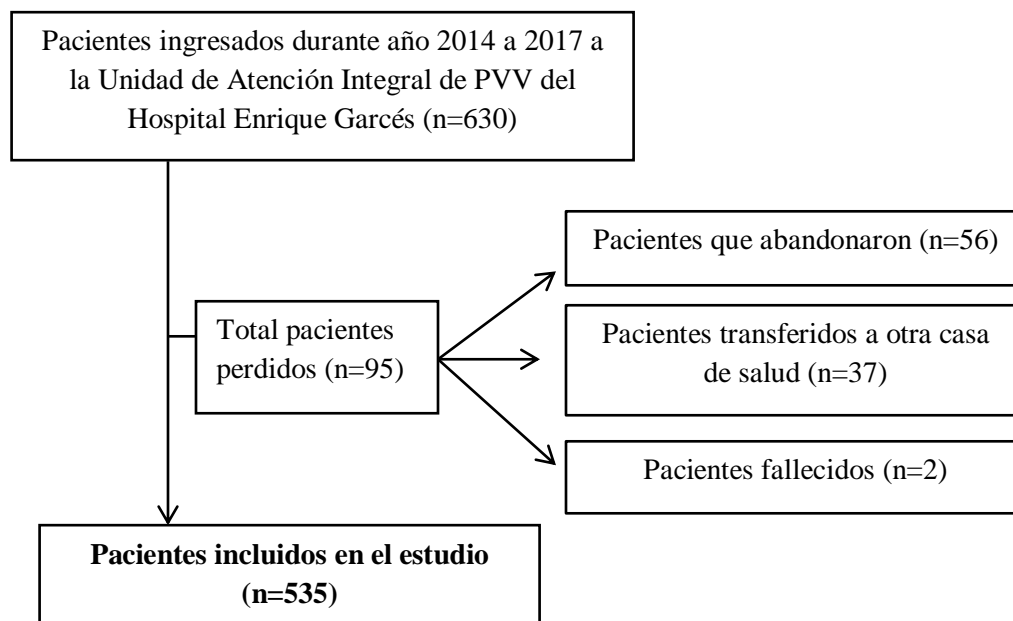 Pacientes ingresados durante año 2014 a 2017 a
la Unidad de Atención Integral de PVV del
Hospital Enrique Garcés (n=630)
Pacientes que abandonaron (n=56)
Total pacientes
perdidos (n=95)
Pacientes transferidos a otra casa
de salud (n=37)
Pacientes fallecidos (n=2)
Pacientes incluidos en el estudio
(n=535)